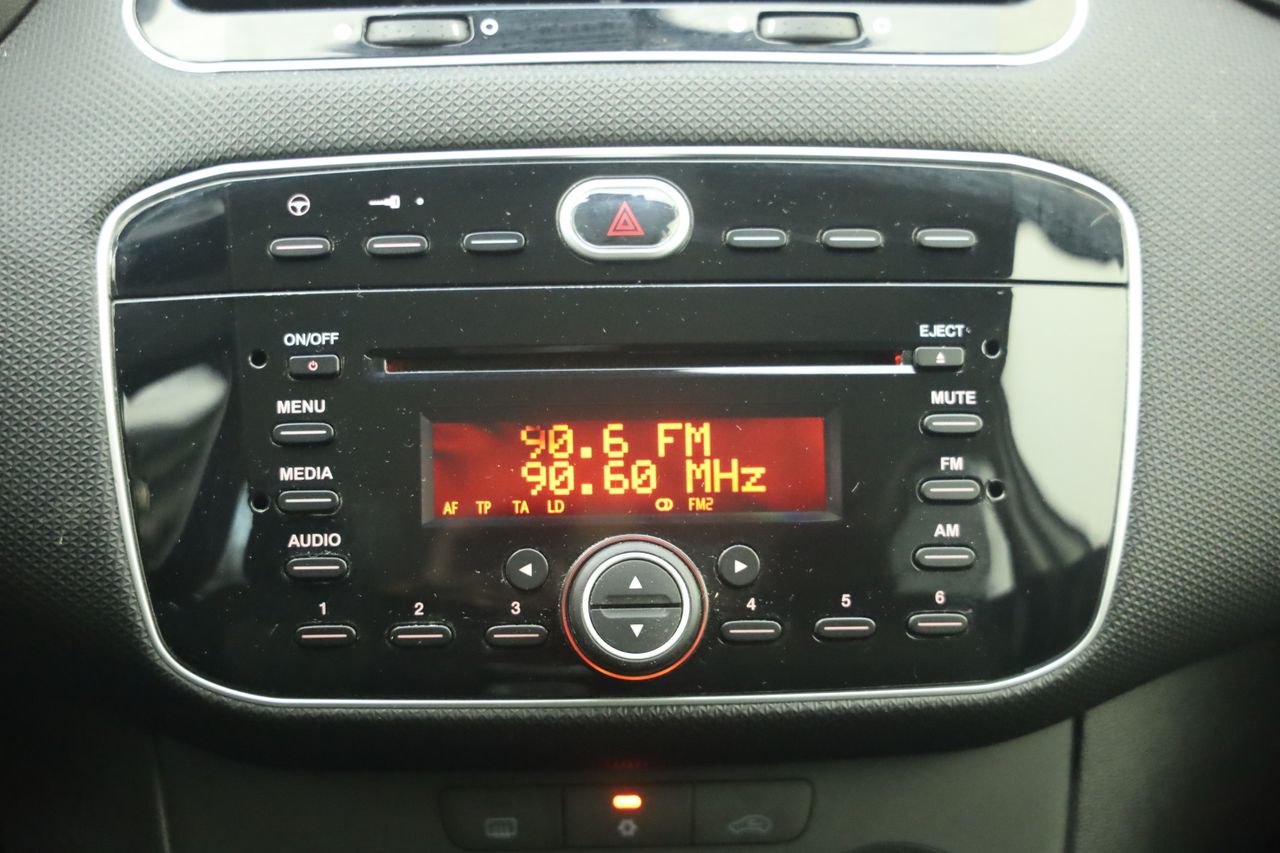 ON/OFF
EJECT
MENU
MUTE
90.6 FM
90.60 MHz
MEDIA
FM
AF TP TA LD FM2
AUDIO
AM
1 2 3 4 5 6